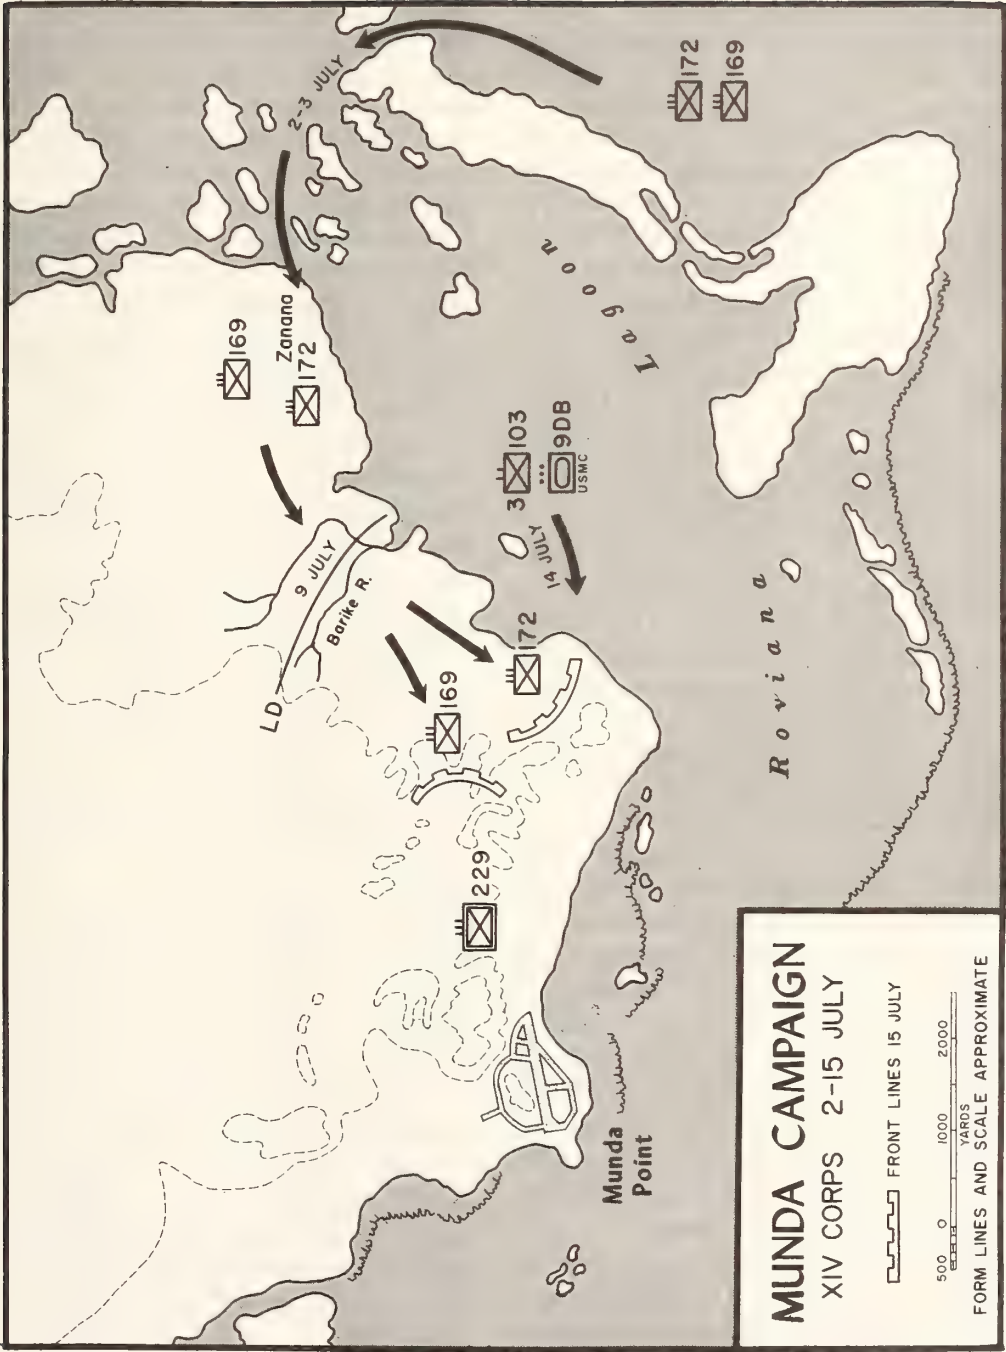 MUNDA CAMPAIGN
XIV CORPS 2-15 JULY
FRONT LINES 15 JULY
500 0 1000 2000
YARDS
FORM LINES AND SCALE APPROXIMATE
172
169
2-3 JULY
169
Zanana
172
9 JULY
Barike R.
LD
3 103
9DB
USMC
14 JULY
172
169
229
Munda
Point
Roviana
Lagoon